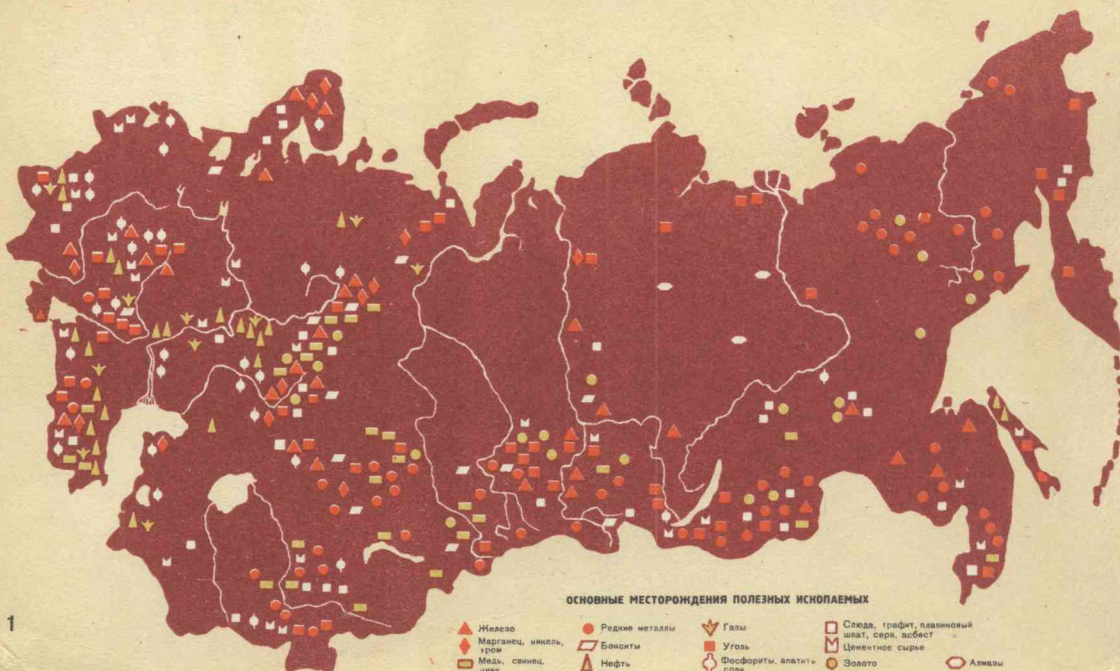 ОСНОВНЫЕ МЕСТОРОЖДЕНИЯ ПОЛЕЗНЫХ ИСКОПАЕМЫХ
Железо
Марганец, никель,
хром
Медь, свинец,
цинк
Редкие металлы
Бокситы
Нефть
Газы
Уголь
Фосфориты, апатиты
соли
Слюда, графит, плавиковый
шпат, сера, асбест
Цементное сырье
Золото
Алмазы
1